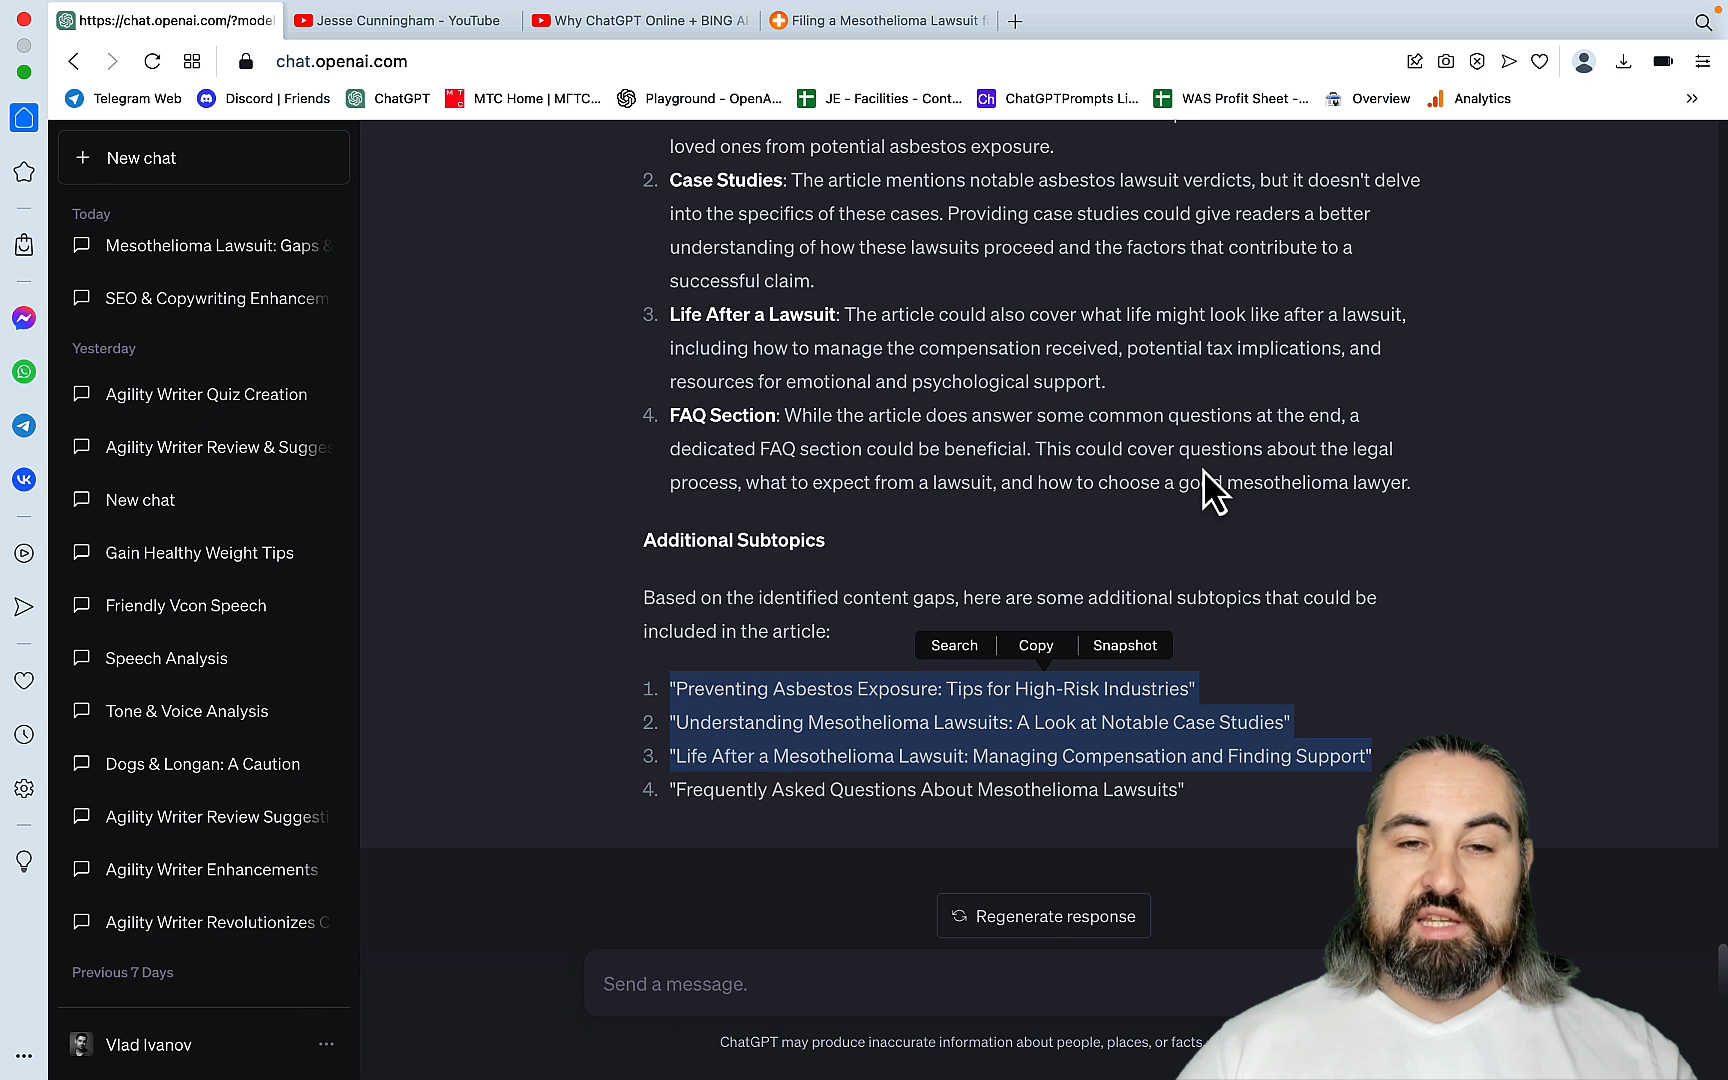 https://chat.openai.com/?model
Jesse Cunningham - YouTube
Why ChatGPT Online + BING AI
Filing a Mesothelioma Lawsuit f
chat.openai.com
Telegram Web
Discord | Friends
ChatGPT
MTC Home | МГТС...
Playground - OpenA...
JE - Facilities - Cont...
Ch
ChatGPTPrompts Li...
WAS Profit Sheet -...
Overview
Analytics
New chat
Today
Mesothelioma Lawsuit: Gaps &
SEO & Copywriting Enhancem
Yesterday
Agility Writer Quiz Creation
Agility Writer Review & Sugges
New chat
Gain Healthy Weight Tips
Friendly Vcon Speech
Speech Analysis
Tone & Voice Analysis
Dogs & Longan: A Caution
Agility Writer Review Suggesti
Agility Writer Enhancements
Agility Writer Revolutionizes C
Previous 7 Days
Vlad Ivanov
loved ones from potential asbestos exposure.
2. Case Studies: The article mentions notable asbestos lawsuit verdicts, but it doesn't delve
into the specifics of these cases. Providing case studies could give readers a better
understanding of how these lawsuits proceed and the factors that contribute to a
successful claim.
3. Life After a Lawsuit: The article could also cover what life might look like after a lawsuit,
including how to manage the compensation received, potential tax implications, and
resources for emotional and psychological support.
4. FAQ Section: While the article does answer some common questions at the end, a
dedicated FAQ section could be beneficial. This could cover questions about the legal
process, what to expect from a lawsuit, and how to choose a good mesothelioma lawyer.
Additional Subtopics
Based on the identified content gaps, here are some additional subtopics that could be
included in the article:
Search Copy Snapshot
1. "Preventing Asbestos Exposure: Tips for High-Risk Industries"
2. "Understanding Mesothelioma Lawsuits: A Look at Notable Case Studies"
3. "Life After a Mesothelioma Lawsuit: Managing Compensation and Finding Support"
4. "Frequently Asked Questions About Mesothelioma Lawsuits"
Regenerate response
Send a message.
ChatGPT may produce inaccurate information about people, places, or facts